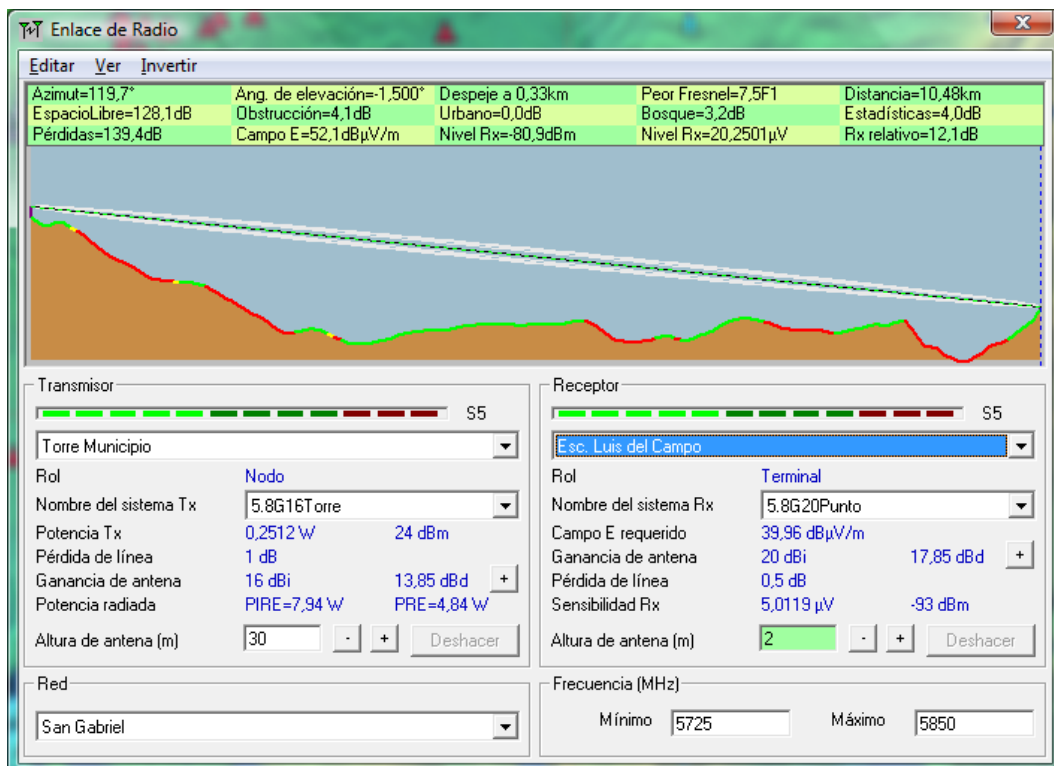 Enlace de Radio
Editar Ver Invertir
Azimut=119,7° Ang. de elevación=-1,500° Despeje a 0,33km Peor Fresnel=7,5F1 Distancia=10,48km
EspacioLibre=128,1dB Obstrucción=4,1dB Urbano=0,0dB Bosque=3,2dB Estadísticas=4,0dB
Pérdidas=139,4dB Campo E=52,1dBµV/m Nivel Rx=-80,9dBm Nivel Rx=20,2501µV Rx relativo=12,1dB
Transmisor
S5
Torre Municipio
Rol Nodo
Nombre del sistema Tx 5.8G16Torre
Potencia Tx 0,2512 W 24 dBm
Pérdida de línea 1 dB
Ganancia de antena 16 dBi 13,85 dBd +
Potencia radiada PIRE=7,94 W PRE=4,84 W
Altura de antena (m) 30 - + Deshacer
Receptor
S5
Esc. Luis del Campo
Rol Terminal
Nombre del sistema Rx 5.8G20Punto
Campo E requerido 39,96 dBµV/m
Ganancia de antena 20 dBi 17,85 dBd +
Pérdida de línea 0,5 dB
Sensibilidad Rx 5,0119 µV -93 dBm
Altura de antena (m) 2 - + Deshacer
Red
San Gabriel
Frecuencia (MHz)
Mínimo 5725 Máximo 5850